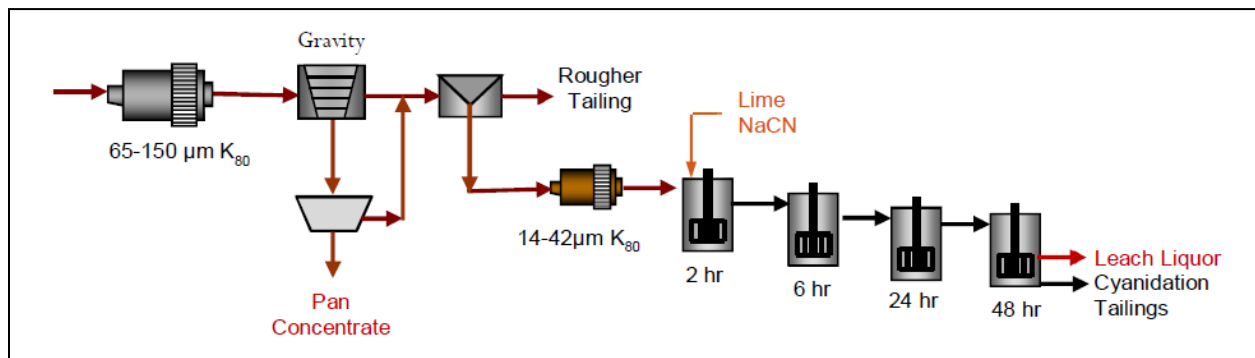 Gravity
Rougher
Tailing
Lime
NaCN
65-150 µm K80
14-42µm K80
2 hr
6 hr
24 hr
48 hr
Leach Liquor
Cyanidation
Tailings
Pan
Concentrate